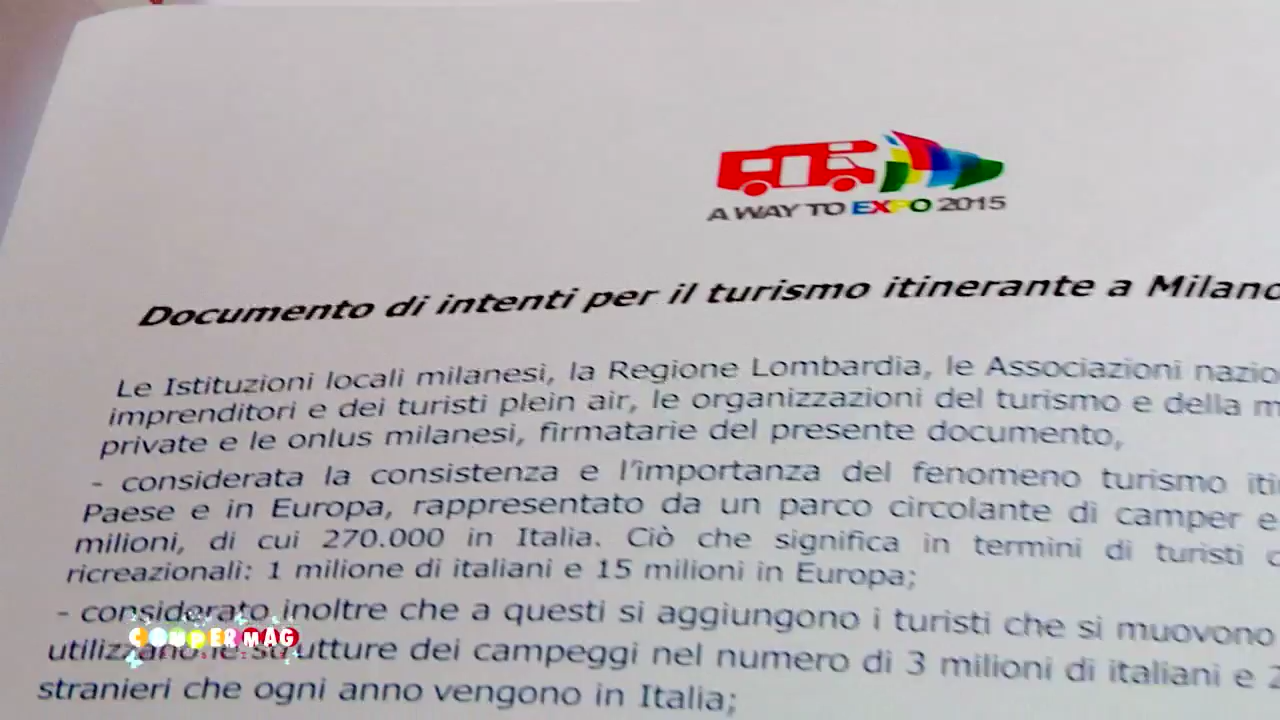 A WAY TO EXPO 2015
Documento di intenti per il turismo itinerante a Milano
Le Istituzioni locali milanesi, la Regione Lombardia, le Associazioni
imprenditori e dei turisti plein air, le organizzazioni del turismo e della
private e le onlus milanesi, firmatarie del presente documento,
- considerata la consistenza e l'importanza del fenomeno turismo
Paese e in Europa, rappresentato da un parco circolante di camper e
milioni, di cui 270.000 in Italia. Ciò che significa in termini di turisti
ricreazionali: 1 milione di italiani e 15 milioni in Europa;
- considerato inoltre che a questi si aggiungono i turisti che si muovono
utilizzano le strutture dei campeggi nel numero di 3 milioni di italiani e
stranieri che ogni anno vengono in Italia;
CAMPERMAG